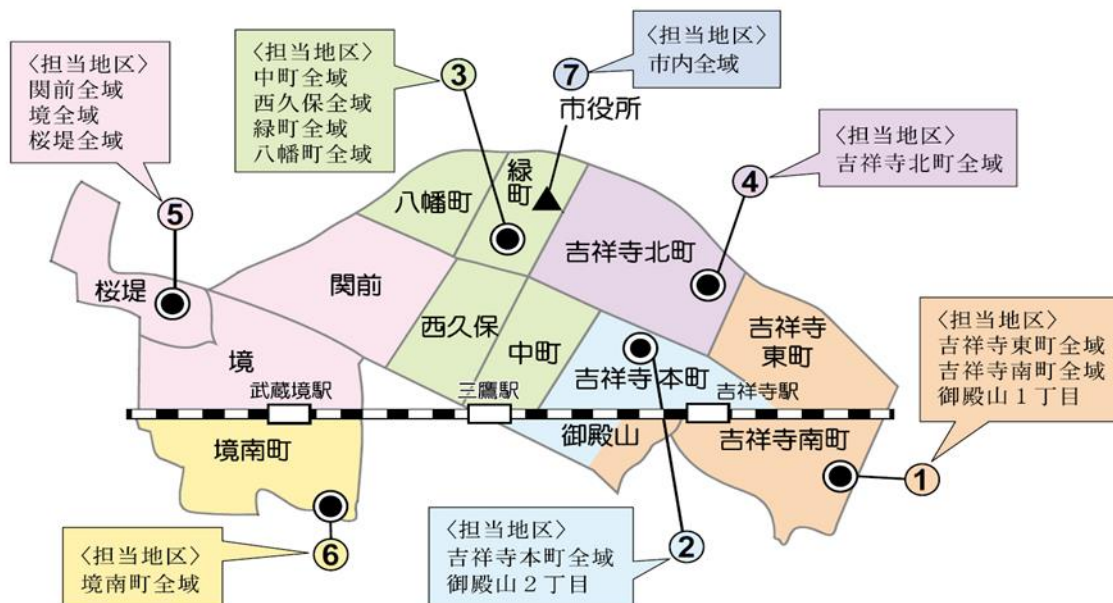 〈担当地区〉
関前全域
境全域
桜堤全域
〈担当地区〉
中町全域
西久保全域
緑町全域
八幡町全域
③
⑦
市役所
〈担当地区〉
市内全域
〈担当地区〉
吉祥寺北町全域
④
⑤
八幡町
緑町
吉祥寺北町
桜堤
関前
西久保
中町
境
吉祥寺
東町
吉祥寺本町
武蔵境駅
三鷹駅
吉祥寺駅
〈担当地区〉
吉祥寺東町全域
吉祥寺南町全域
御殿山1丁目
境南町
御殿山
吉祥寺南町
①
〈担当地区〉
境南町全域
⑥
〈担当地区〉
吉祥寺本町全域
御殿山2丁目
②